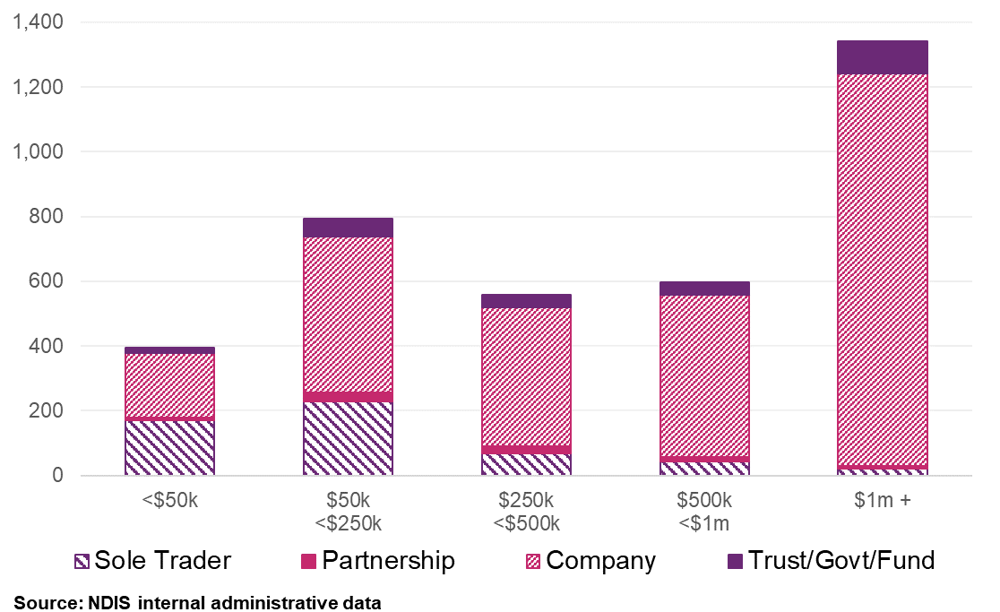 1,400
1,200
1,000
800
600
400
200
0
<$50k
$50k
<$250k
$250k
<$500k
$500k
<$1m
$1m +
Sole Trader
Partnership
Company
Trust/Govt/Fund
Source: NDIS internal administrative data